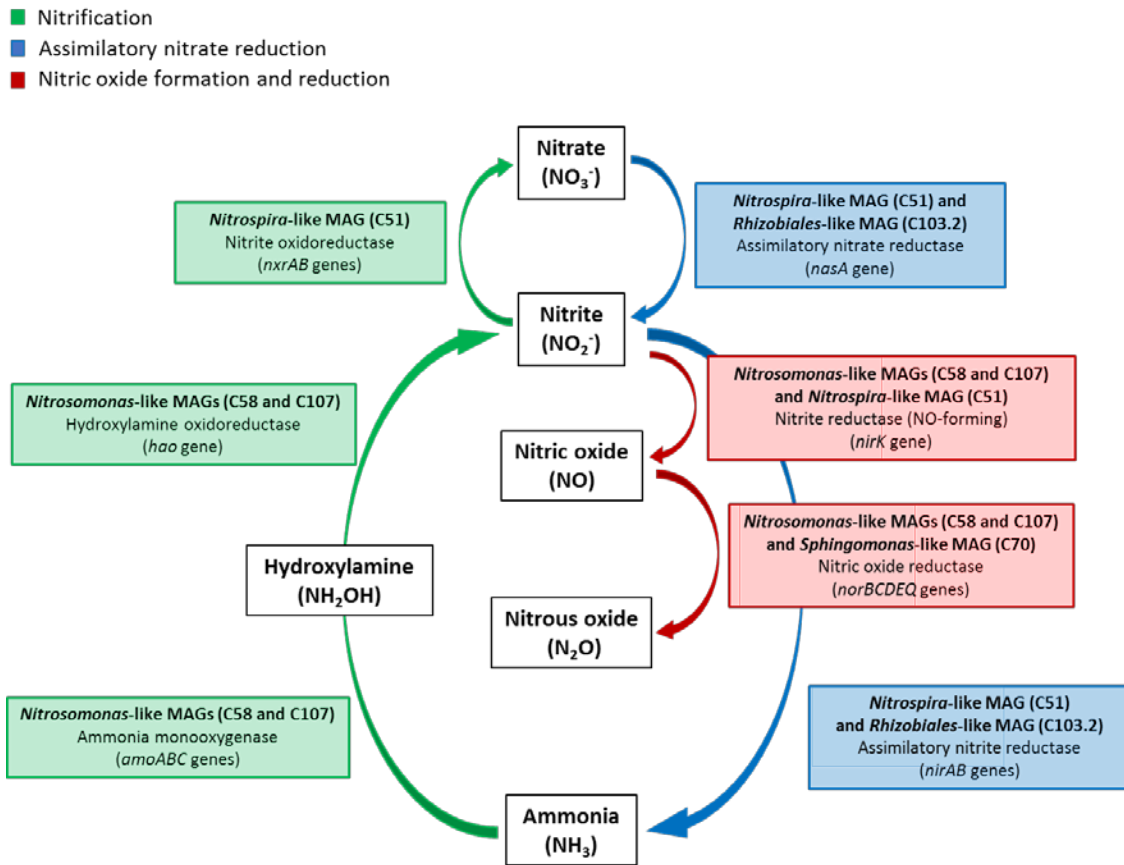 Nitrification
Assimilatory nitrate reduction
Nitric oxide formation and reduction
Nitrate
(NO₃⁻)
Nitrospira-like MAG (C51)
Nitrite oxidoreductase
(nxrAB genes)
Nitrospira-like MAG (C51) and
Rhizobiales-like MAG (C103.2)
Assimilatory nitrate reductase
(nasA gene)
Nitrite
(NO₂⁻)
Nitrosomonas-like MAGs (C58 and C107)
Hydroxylamine oxidoreductase
(hao gene)
Nitrosomonas-like MAGs (C58 and C107)
and Nitrospira-like MAG (C51)
Nitrite reductase (NO-forming)
(nirK gene)
Nitric oxide
(NO)
Nitrosomonas-like MAGs (C58 and C107)
and Sphingomonas-like MAG (C70)
Nitric oxide reductase
(norBCDEQ genes)
Hydroxylamine
(NH₂OH)
Nitrous oxide
(N₂O)
Nitrosomonas-like MAGs (C58 and C107)
Ammonia monooxygenase
(amoABC genes)
Nitrospira-like MAG (C51)
and Rhizobiales-like MAG (C103.2)
Assimilatory nitrite reductase
(nirAB genes)
Ammonia
(NH₃)